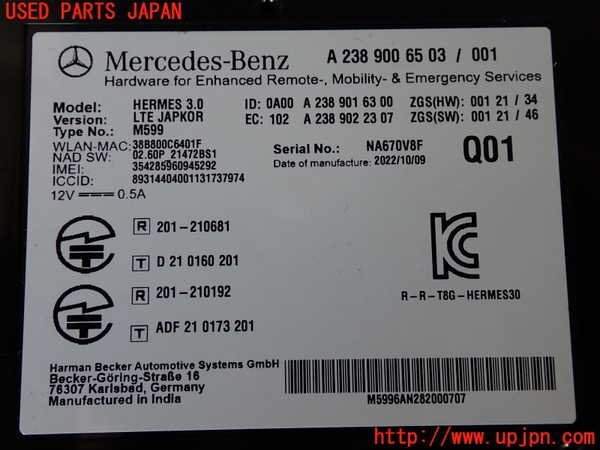 USED PARTS JAPAN
Mercedes-Benz A 238 900 65 03 / 001
Hardware for Enhanced Remote-, Mobility- & Emergency Services
Model: HERMES 3.0 ID: 0A00 A 238 901 63 00 ZGS(HW): 001 21 / 34
Version: LTE JAPKOR EC: 102 A 238 902 23 07 ZGS(SW): 001 21 / 46
Type No.: M599
WLAN-MAC: 38B800C6401F Serial No.: NA670V8F Q01
NAD SW: 02.60P_21472BS1 Date of manufacture: 2022/10/09
IMEI: 354285960945292
ICCID: 89314404001131737974
12V 0.5A
R 201-210681
T D 21 0160 201
R 201-210192
T ADF 21 0173 201
R-R-T8G-HERMES30
Harman Becker Automotive Systems GmbH
Becker-Göring-Straße 16
76307 Karlsbad, Germany
Manufactured in India
M5996AN282000707
UPJ www.upjpn.com